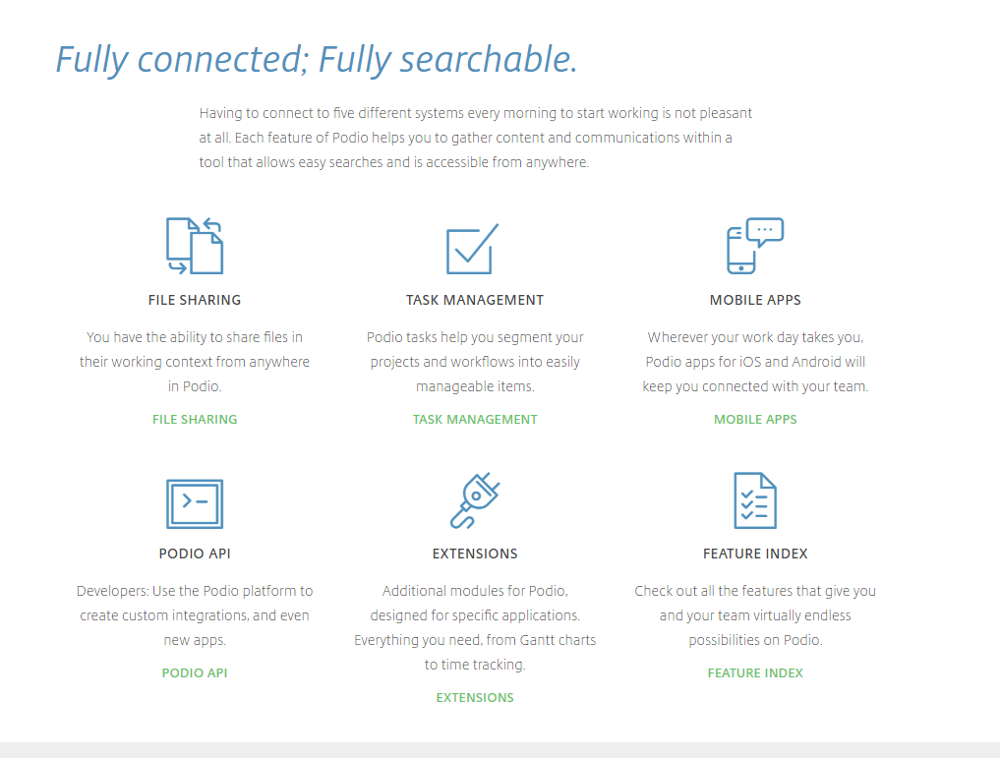 Fully connected; Fully searchable.
Having to connect to five different systems every morning to start working is not pleasant
at all. Each feature of Podio helps you to gather content and communications within a
tool that allows easy searches and is accessible from anywhere.
FILE SHARING
You have the ability to share files in
their working context from anywhere
in Podio.
FILE SHARING
TASK MANAGEMENT
Podio tasks help you segment your
projects and workflows into easily
manageable items.
TASK MANAGEMENT
MOBILE APPS
Wherever your work day takes you,
Podio apps for iOS and Android will
keep you connected with your team.
MOBILE APPS
PODIO API
Developers: Use the Podio platform to
create custom integrations, and even
new apps.
PODIO API
EXTENSIONS
Additional modules for Podio,
designed for specific applications.
Everything you need, from Gantt charts
to time tracking.
EXTENSIONS
FEATURE INDEX
Check out all the features that give you
and your team virtually endless
possibilities on Podio.
FEATURE INDEX